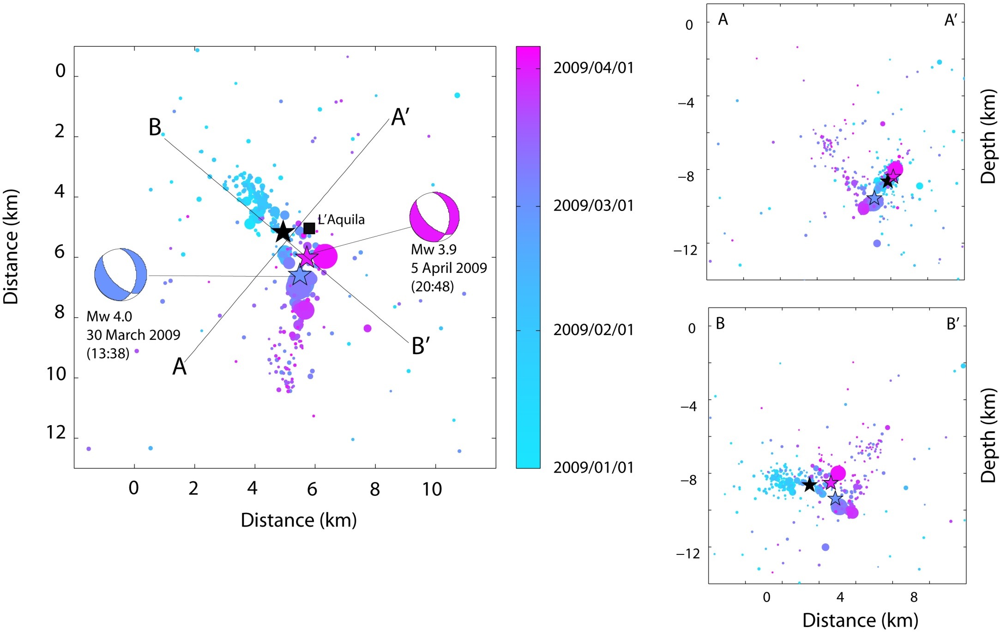 0
2
4
6
8
10
12
Distance (km)
0
2
4
6
8
10
Distance (km)
B
A′
A
B′
L’Aquila
Mw 3.9
5 April 2009
(20:48)
Mw 4.0
30 March 2009
(13:38)
2009/04/01
2009/03/01
2009/02/01
2009/01/01
A
A′
0
−4
−8
−12
Depth (km)
B
B′
0
−4
−8
−12
Depth (km)
0
4
8
Distance (km)